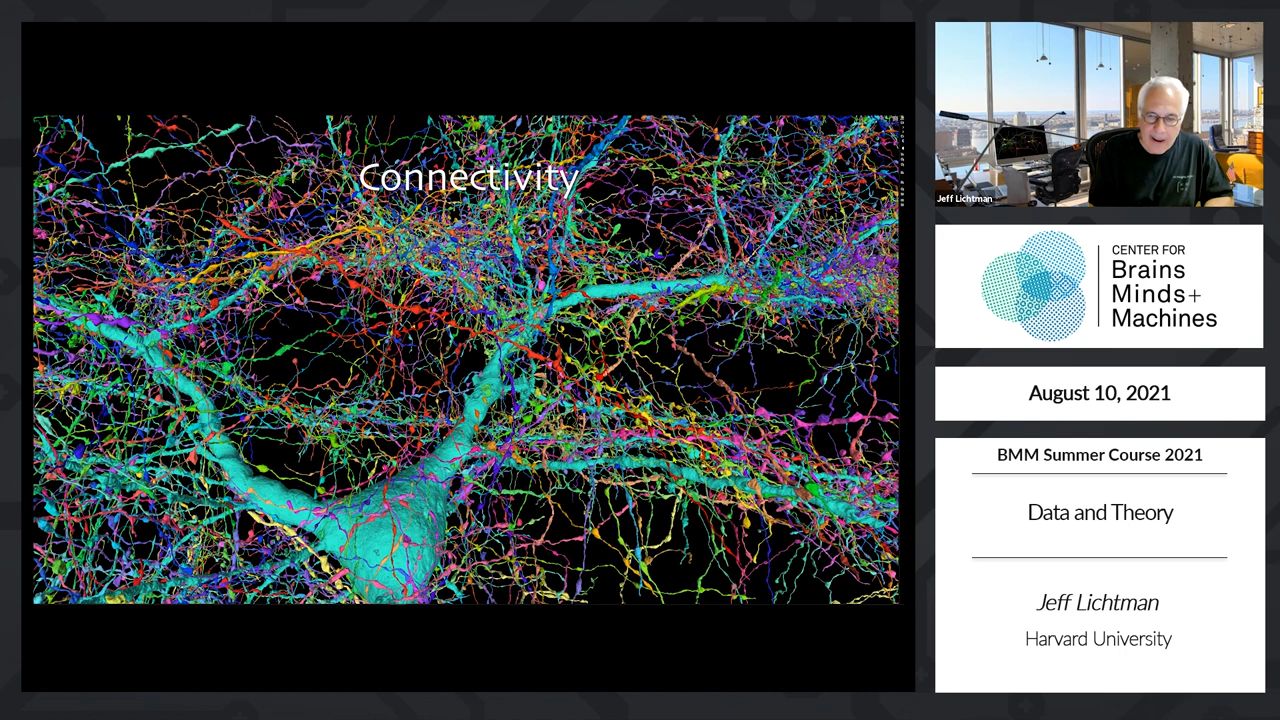 Connectivity
Jeff Lichtman
CENTER FOR
Brains
Minds+
Machines
August 10, 2021
BMM Summer Course 2021
Data and Theory
Jeff Lichtman
Harvard University